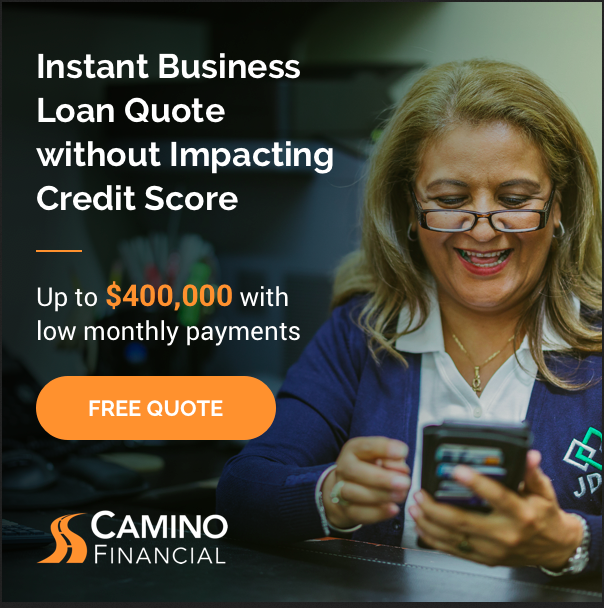 Instant Business
Loan Quote
without Impacting
Credit Score
Up to $400,000 with
low monthly payments
FREE QUOTE
CAMINO
FINANCIAL
JD